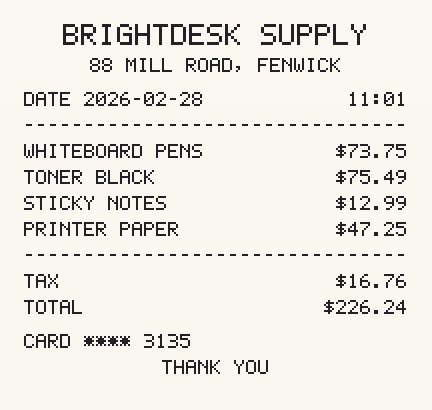 BRIGHTDESK SUPPLY
88 MILL ROAD, FENWICK
DATE 2026-02-28 11:01
--------------------------------
WHITEBOARD PENS $73.75
TONER BLACK $75.49
STICKY NOTES $12.99
PRINTER PAPER $47.25
--------------------------------
TAX $16.76
TOTAL $226.24
CARD **** 3135
THANK YOU